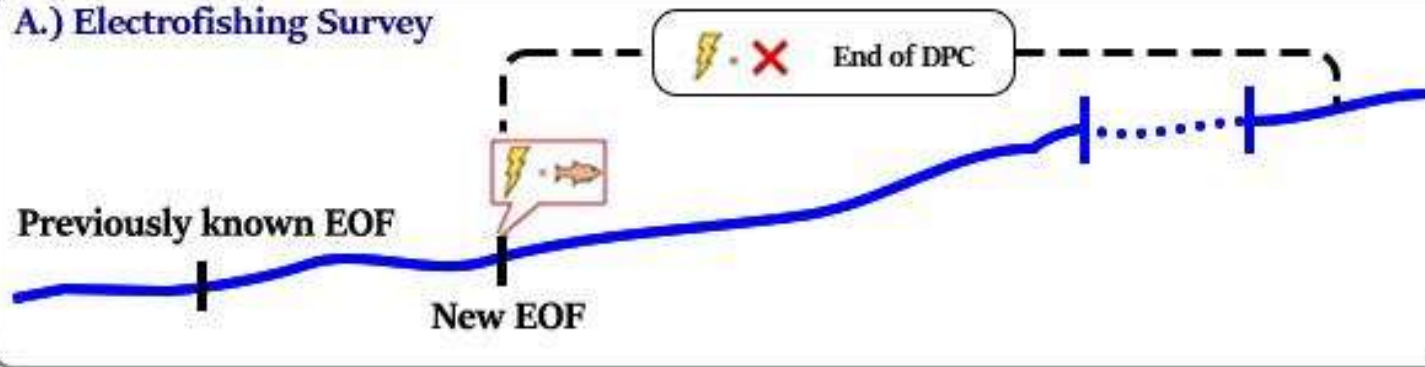 A.) Electrofishing Survey
End of DPC
Previously known EOF
New EOF